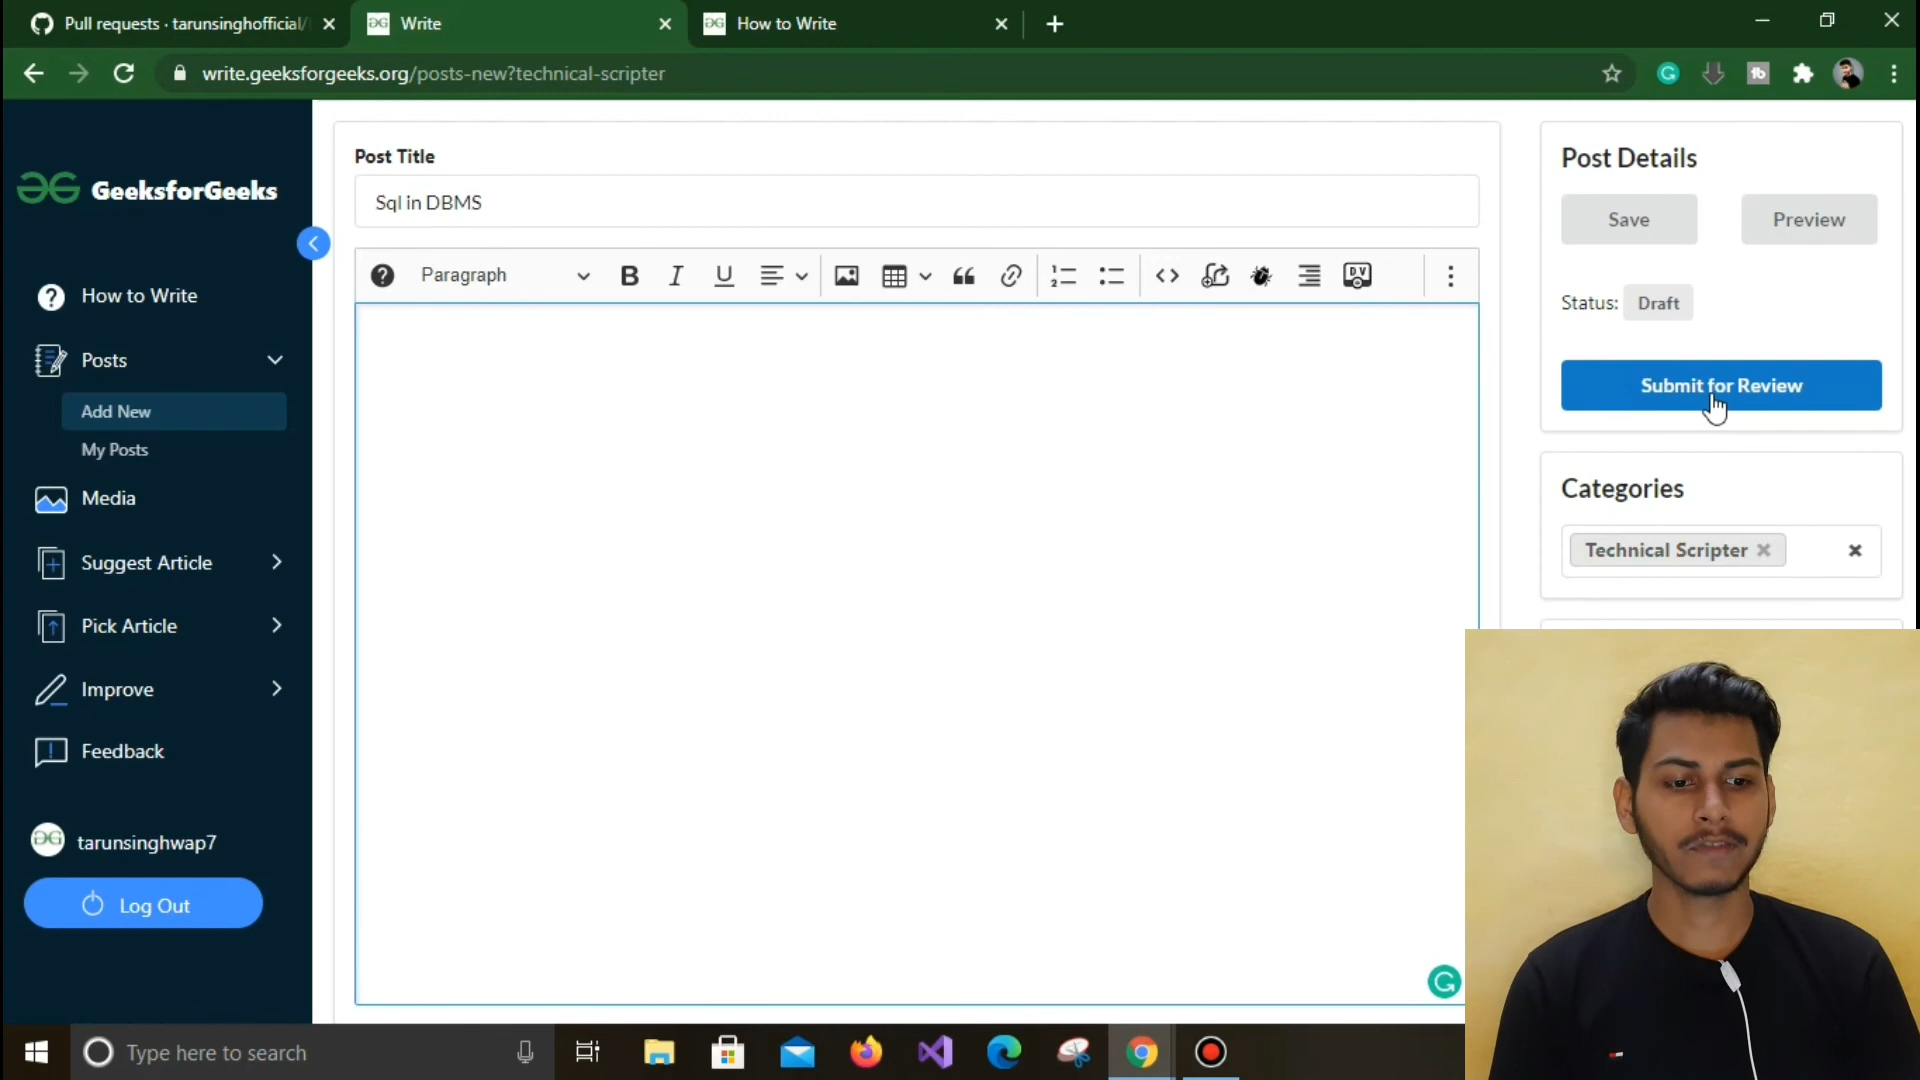 Pull requests · tarunsinghofficial/
Write
How to Write
write.geeksforgeeks.org/posts-new?technical-scripter
GeeksforGeeks
How to Write
Posts
Add New
My Posts
Media
Suggest Article
Pick Article
Improve
Feedback
tarunsinghwap7
Log Out
Post Title
Sql in DBMS
Paragraph
B I U
Post Details
Save Preview
Status: Draft
Submit for Review
Categories
Technical Scripter
Type here to search